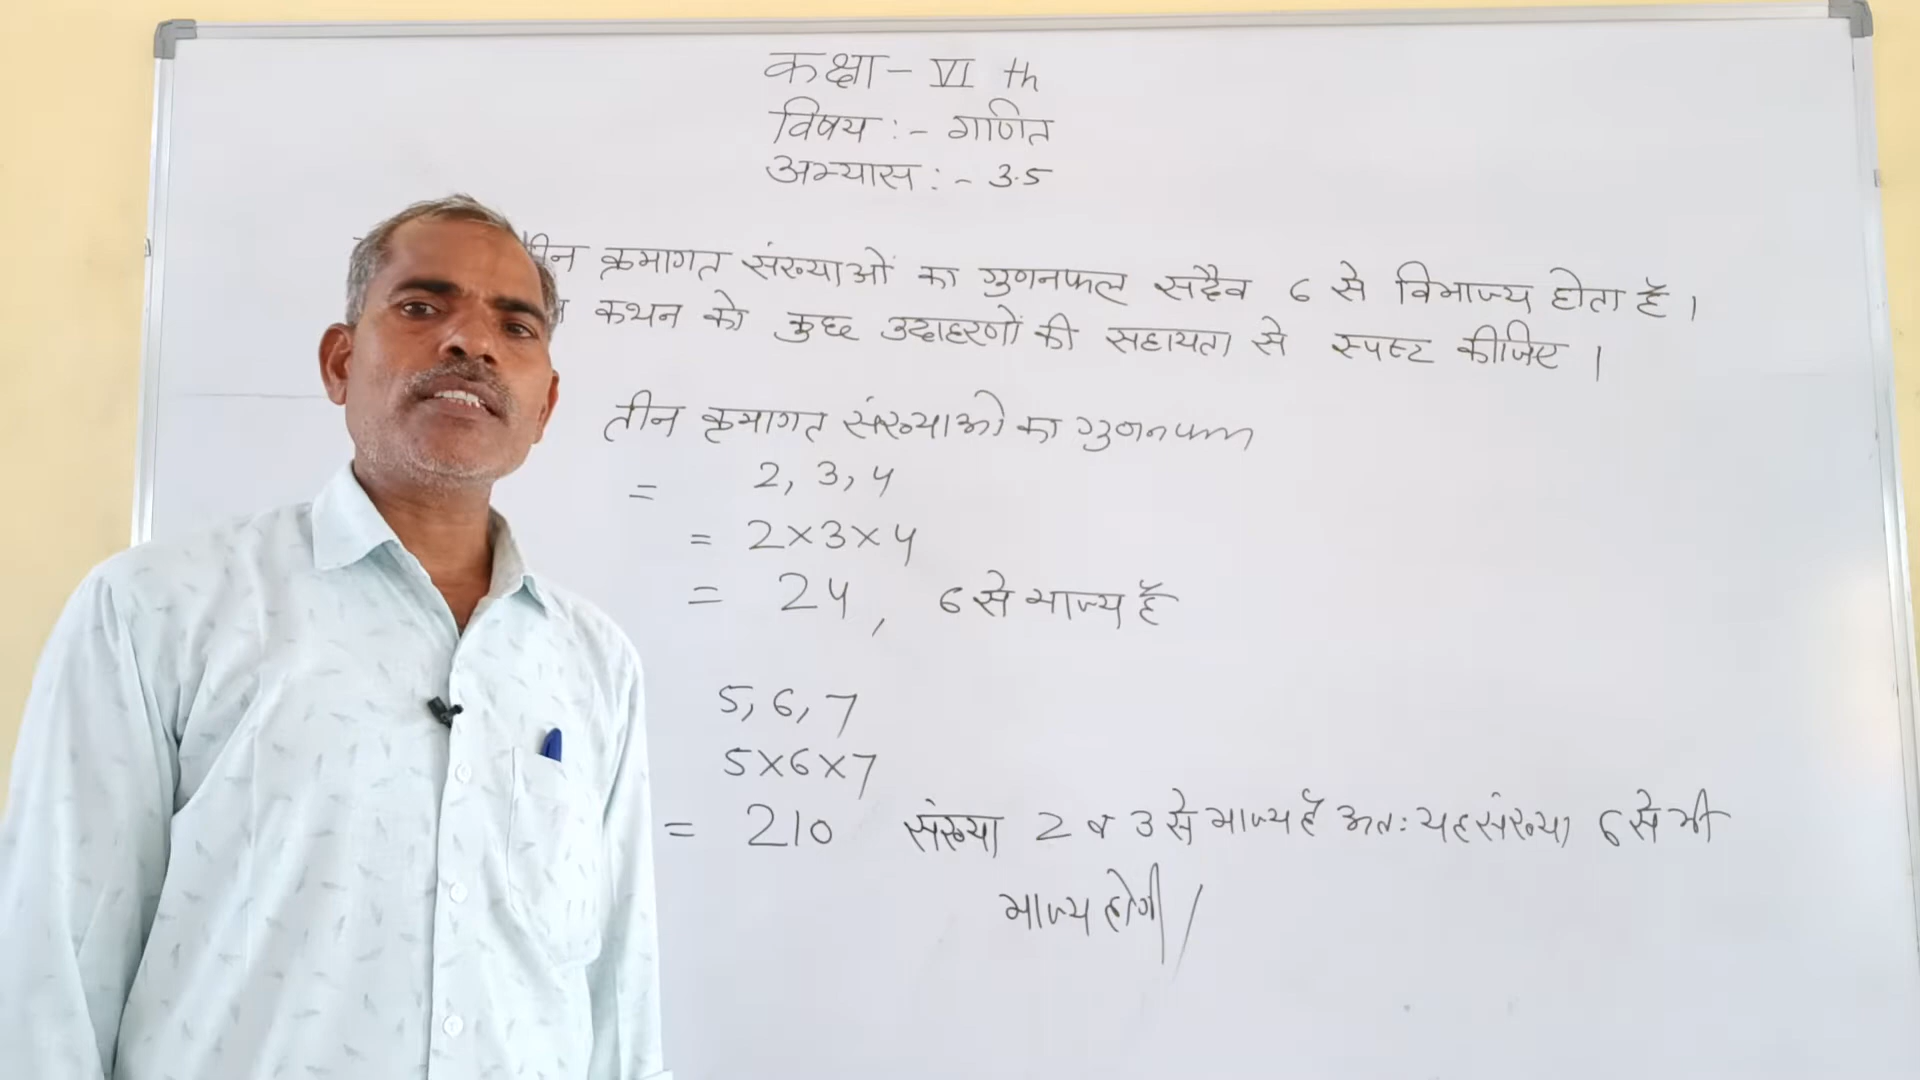 कक्षा - VI th
विषय :- गणित
अभ्यास :- 3.5
तीन क्रमागत संख्याओं का गुणनफल सदैव 6 से विभाज्य होता है ।
कथन को कुछ उदाहरणों की सहायता से स्पष्ट कीजिए ।
तीन क्रमागत संख्याओं का गुणनफल
= 2, 3, 4
= 2×3×4
= 24 , 6 से भाज्य है
5, 6, 7
5×6×7
= 210 संख्या 2 व 3 से भाज्य है अतः यह संख्या 6 से भी
भाज्य होगी /